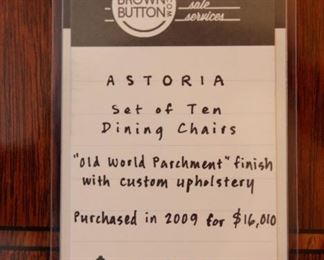 BROWN
BUTTON
.COM
sale
services
ASTORIA
Set of Ten
Dining Chairs
"Old World Parchment" finish
with custom upholstery
Purchased in 2009 for $16,010